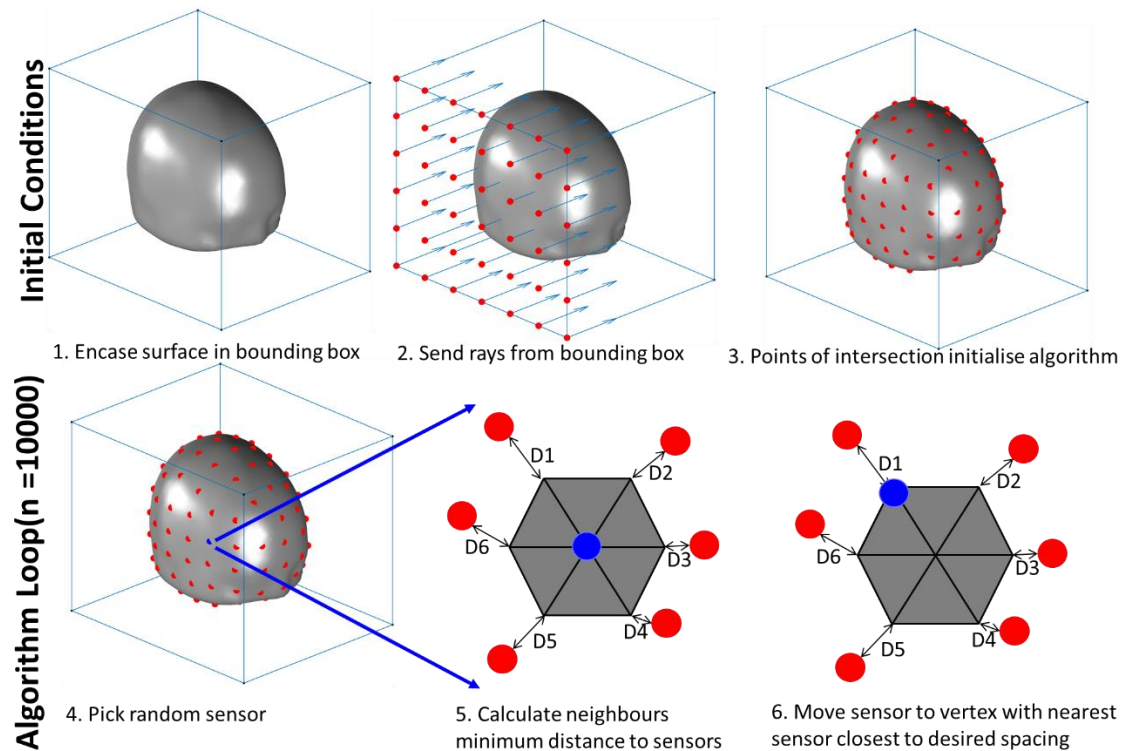 Initial Conditions
1. Encase surface in bounding box
2. Send rays from bounding box
3. Points of intersection initialise algorithm
Algorithm Loop(n =10000)
4. Pick random sensor
D1
D2
D6
D3
D5
D4
5. Calculate neighbours
minimum distance to sensors
D1
D2
D6
D3
D5
D4
6. Move sensor to vertex with nearest
sensor closest to desired spacing